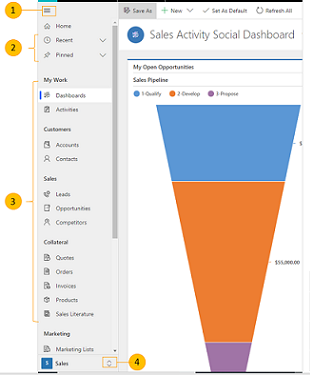 1
Save As
New
Set As Default
Refresh All
Home
2
Recent
Pinned
Sales Activity Social Dashboard
My Work
Dashboards
Activities
My Open Opportunities
Sales Pipeline
1-Qualify
2-Develop
3-Propose
Customers
Accounts
Contacts
$
3
Sales
Leads
Opportunities
Competitors
Collateral
Quotes
Orders
Invoices
Products
Sales Literature
$55,000.00
Marketing
Marketing Lists
S
Sales
4